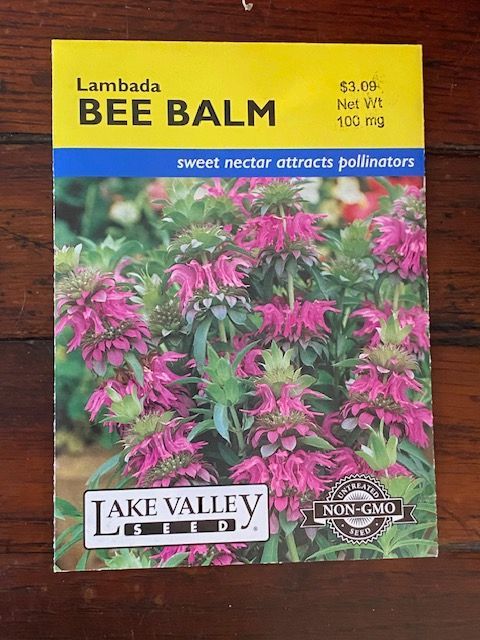 Lambada
BEE BALM
$3.09
Net Wt
100 mg
sweet nectar attracts pollinators
LAKE VALLEY
SEED®
UNTREATED
NON-GMO
SEED